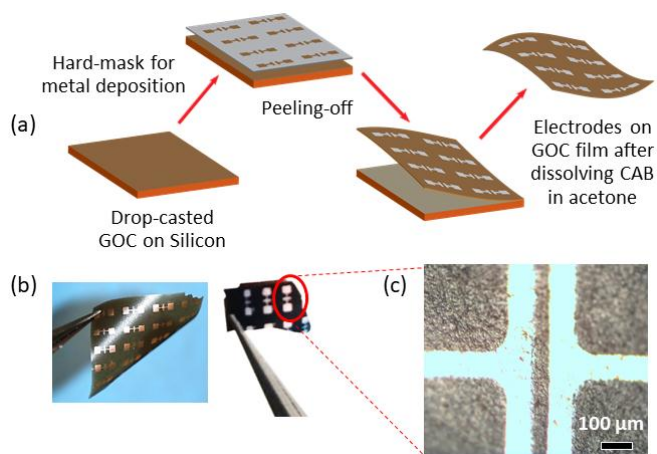 Hard-mask for
metal deposition
Peeling-off
(a)
Drop-casted
GOC on Silicon
Electrodes on
GOC film after
dissolving CAB
in acetone
(b)
(c)
100 µm